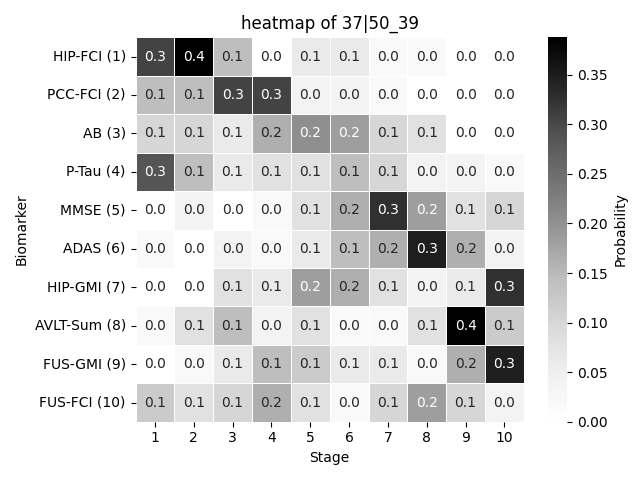 heatmap of 37|50_39
HIP-FCI (1) 0.3 0.4 0.1 0.0 0.1 0.1 0.0 0.0 0.0 0.0
PCC-FCI (2) 0.1 0.1 0.3 0.3 0.0 0.0 0.0 0.0 0.0 0.0
AB (3) 0.1 0.1 0.1 0.2 0.2 0.2 0.1 0.1 0.0 0.0
P-Tau (4) 0.3 0.1 0.1 0.1 0.1 0.1 0.1 0.0 0.0 0.0
MMSE (5) 0.0 0.0 0.0 0.0 0.1 0.2 0.3 0.2 0.1 0.1
ADAS (6) 0.0 0.0 0.0 0.0 0.1 0.1 0.2 0.3 0.2 0.0
HIP-GMI (7) 0.0 0.0 0.1 0.1 0.2 0.2 0.1 0.0 0.1 0.3
AVLT-Sum (8) 0.0 0.1 0.1 0.0 0.1 0.0 0.0 0.1 0.4 0.1
FUS-GMI (9) 0.0 0.0 0.1 0.1 0.1 0.1 0.1 0.0 0.2 0.3
FUS-FCI (10) 0.1 0.1 0.1 0.2 0.1 0.0 0.1 0.2 0.1 0.0
1 2 3 4 5 6 7 8 9 10
Stage
Biomarker
0.35
0.30
0.25
0.20
0.15
0.10
0.05
0.00
Probability